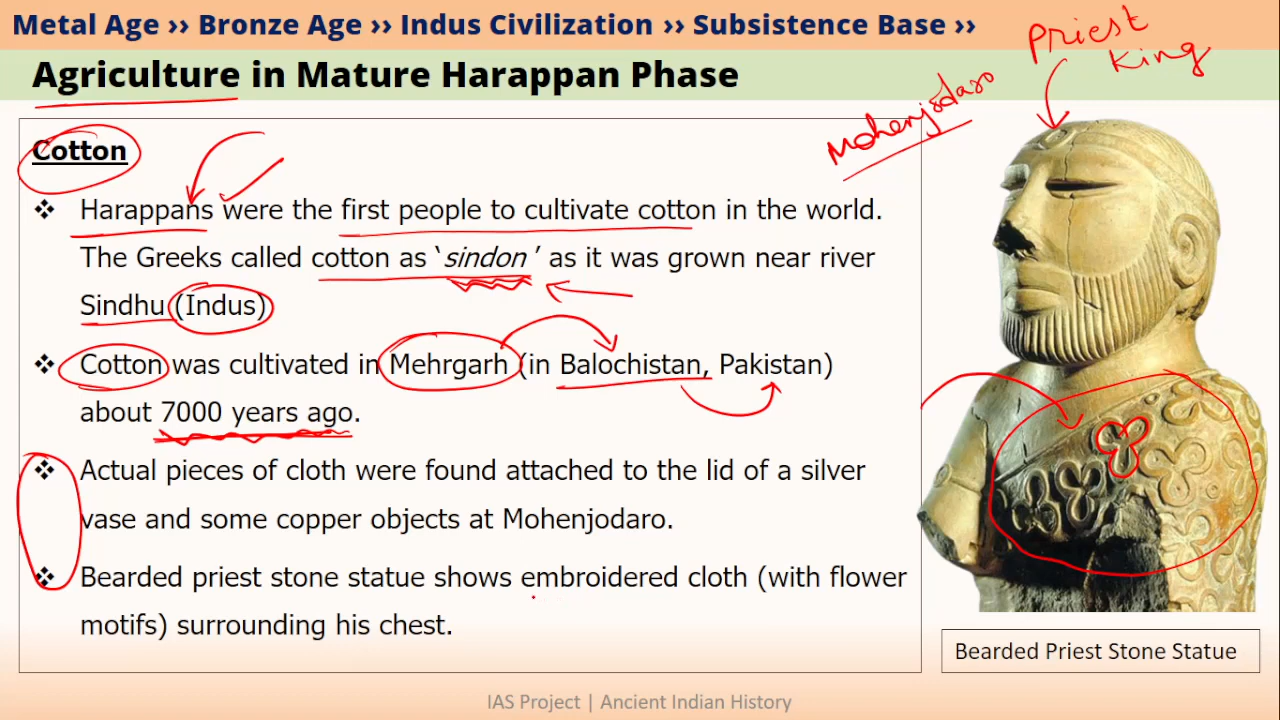 Metal Age ›› Bronze Age ›› Indus Civilization ›› Subsistence Base ››
Agriculture in Mature Harappan Phase
Priest
King
Mohenjodaro
Cotton
❖ Harappans were the first people to cultivate cotton in the world.
The Greeks called cotton as ‘sindon’ as it was grown near river
Sindhu (Indus)
❖ Cotton was cultivated in Mehrgarh (in Balochistan, Pakistan)
about 7000 years ago.
❖ Actual pieces of cloth were found attached to the lid of a silver
vase and some copper objects at Mohenjodaro.
❖ Bearded priest stone statue shows embroidered cloth (with flower
motifs) surrounding his chest.
Bearded Priest Stone Statue
IAS Project | Ancient Indian History